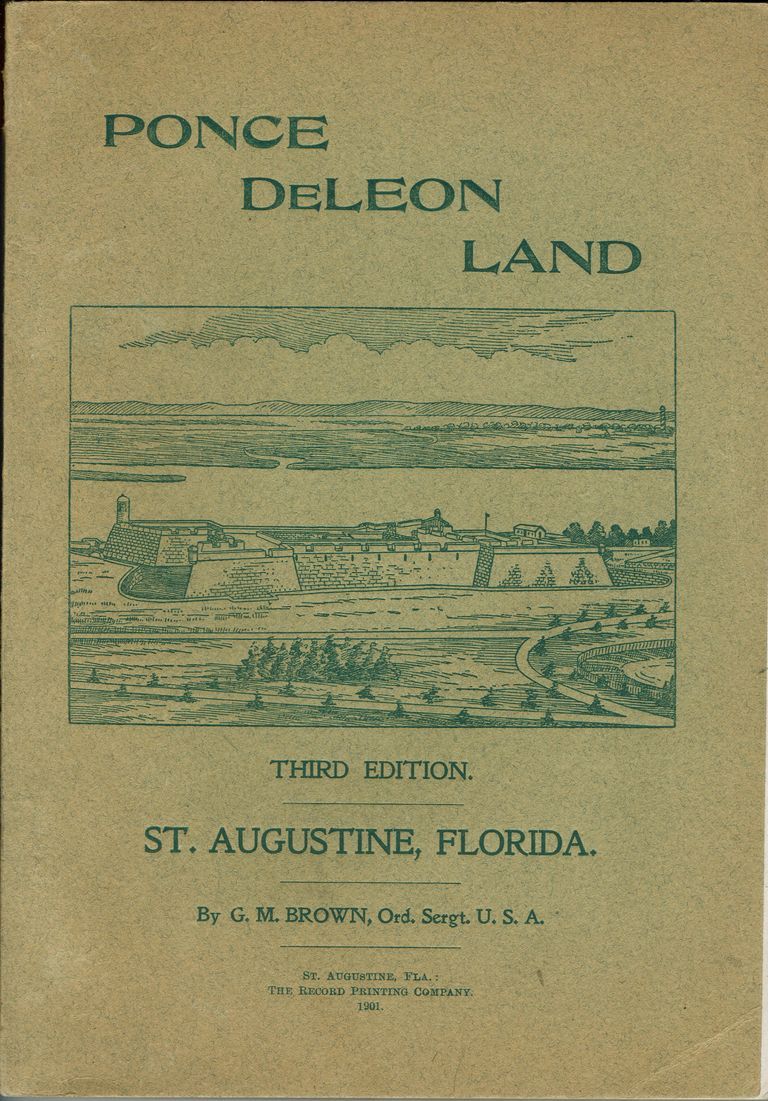 PONCE
DELEON
LAND
THIRD EDITION.
ST. AUGUSTINE, FLORIDA.
By G. M. BROWN, Ord. Sergt. U. S. A.
ST. AUGUSTINE, FLA.:
THE RECORD PRINTING COMPANY.
1901.